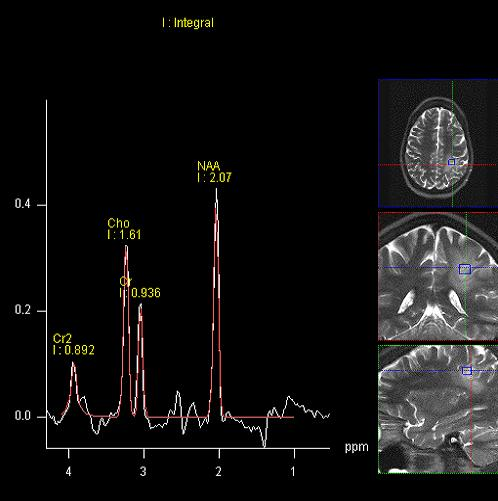 I : Integral
NAA
I : 2.07
0.4
Cho
I : 1.61
Cr
I : 0.936
0.2
Cr2
I : 0.892
0.0
ppm
4 3 2 1